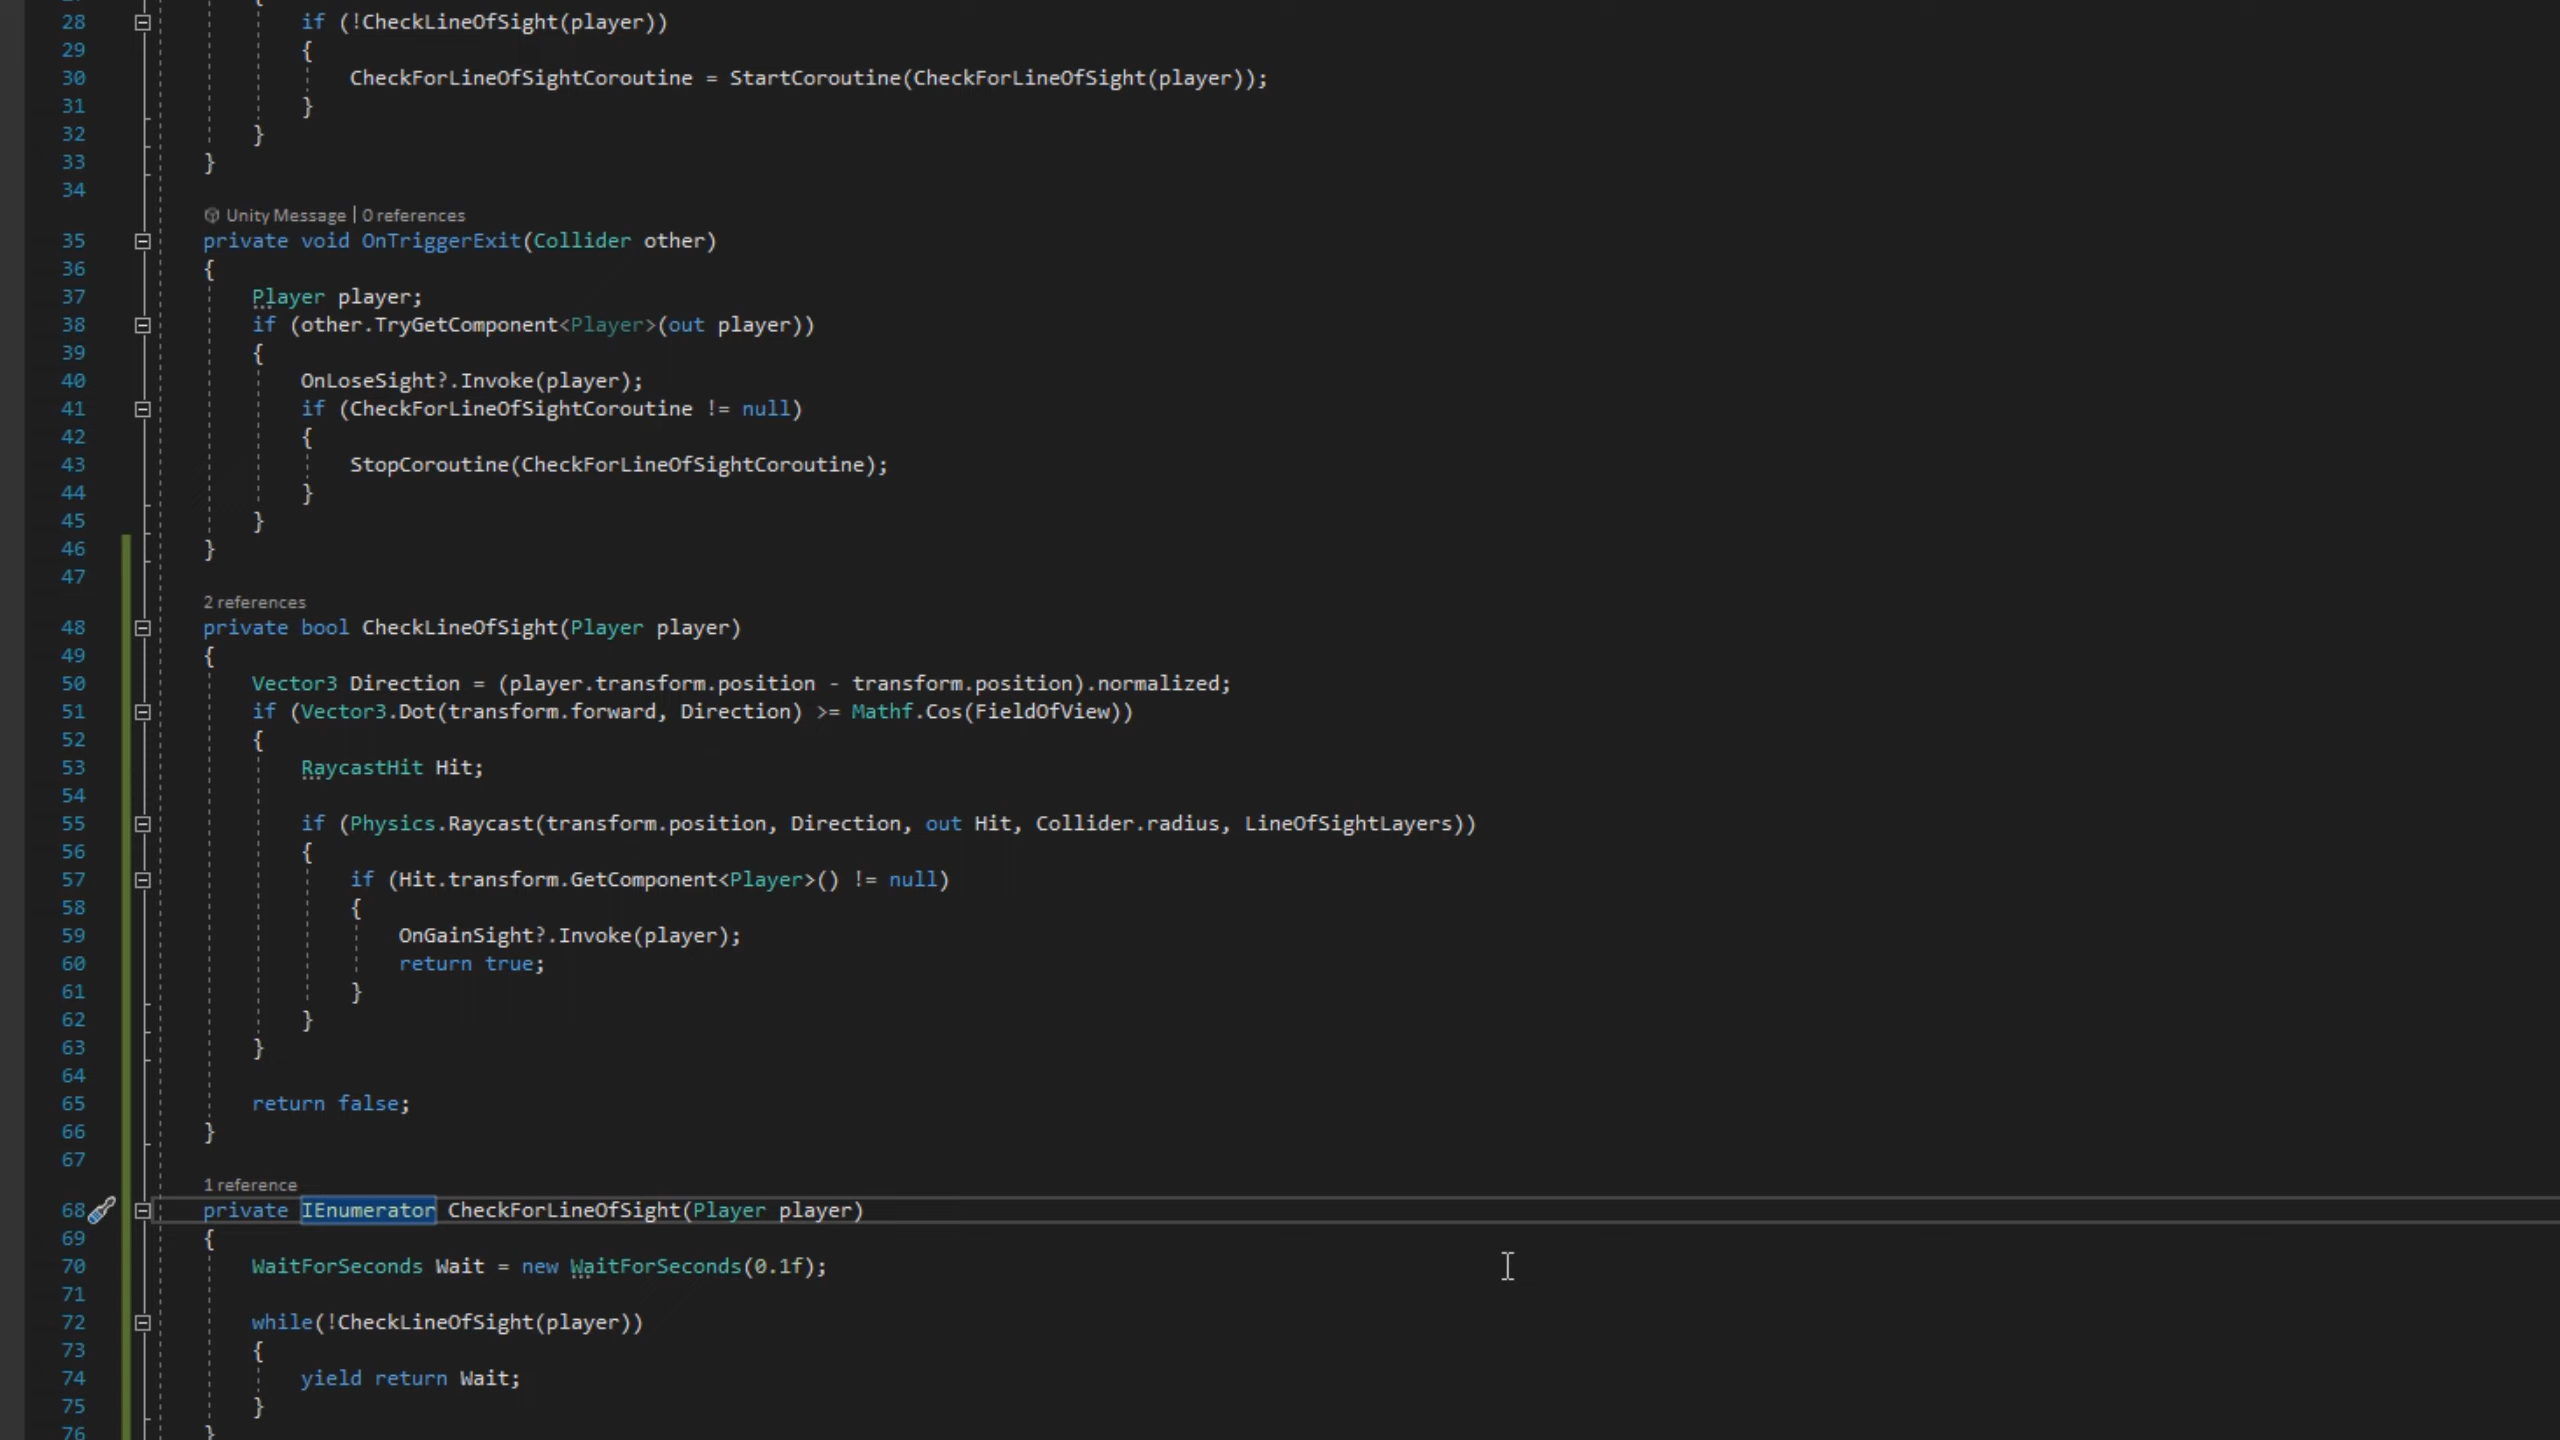 28 if (!CheckLineOfSight(player))
29 {
30 CheckForLineOfSightCoroutine = StartCoroutine(CheckForLineOfSight(player));
31 }
32 }
33 }
34
Unity Message | 0 references
35 private void OnTriggerExit(Collider other)
36 {
37 Player player;
38 if (other.TryGetComponent<Player>(out player))
39 {
40 OnLoseSight?.Invoke(player);
41 if (CheckForLineOfSightCoroutine != null)
42 {
43 StopCoroutine(CheckForLineOfSightCoroutine);
44 }
45 }
46 }
47
2 references
48 private bool CheckLineOfSight(Player player)
49 {
50 Vector3 Direction = (player.transform.position - transform.position).normalized;
51 if (Vector3.Dot(transform.forward, Direction) >= Mathf.Cos(FieldOfView))
52 {
53 RaycastHit Hit;
54
55 if (Physics.Raycast(transform.position, Direction, out Hit, Collider.radius, LineOfSightLayers))
56 {
57 if (Hit.transform.GetComponent<Player>() != null)
58 {
59 OnGainSight?.Invoke(player);
60 return true;
61 }
62 }
63 }
64
65 return false;
66 }
67
1 reference
68 private IEnumerator CheckForLineOfSight(Player player)
69 {
70 WaitForSeconds Wait = new WaitForSeconds(0.1f);
71
72 while(!CheckLineOfSight(player))
73 {
74 yield return Wait;
75 }
76 }